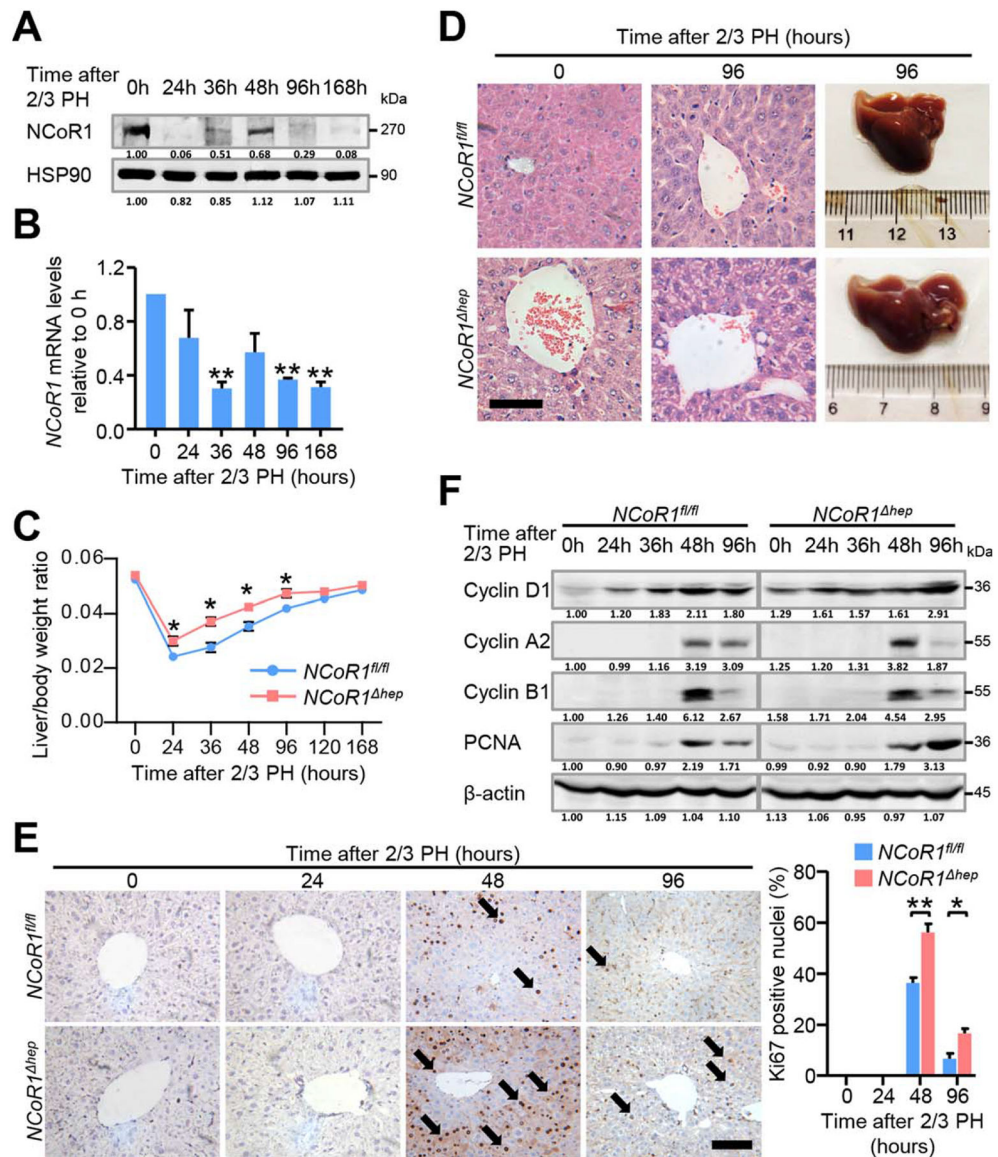 A
Time after 2/3 PH 0h 24h 36h 48h 96h 168h kDa
NCoR1 270
1.00 0.06 0.51 0.68 0.29 0.08
HSP90 90
1.00 0.82 0.85 1.12 1.07 1.11
B
NCoR1 mRNA levels
relative to 0 h
1.2
0.8
0.4
0.0
** ** **
0 24 36 48 96 168
Time after 2/3 PH (hours)
C
Liver/body weight ratio
0.06
0.04
0.02
0.00
* * * *
NCoR1fl/fl
NCoR1Δhep
0 24 36 48 96 120 168
Time after 2/3 PH (hours)
D
Time after 2/3 PH (hours)
0 96 96
NCoR1fl/fl
11 12 13
NCoR1Δhep
6 7 8 9
E
Time after 2/3 PH (hours)
0 24 48 96
NCoR1fl/fl
NCoR1Δhep
NCoR1fl/fl
NCoR1Δhep
Ki67 positive nuclei (%)
80
60
40
20
0
** *
0 24 48 96
Time after 2/3 PH
(hours)
F
NCoR1fl/fl NCoR1Δhep
Time after 2/3 PH 0h 24h 36h 48h 96h 0h 24h 36h 48h 96h kDa
Cyclin D1 36
1.00 1.20 1.83 2.11 1.80 1.29 1.61 1.57 1.61 2.91
Cyclin A2 55
1.00 0.99 1.16 3.19 3.09 1.25 1.20 1.31 3.82 1.87
Cyclin B1 55
1.00 1.26 1.40 6.12 2.67 1.58 1.71 2.04 4.54 2.95
PCNA 36
1.00 0.90 0.97 2.19 1.71 0.99 0.92 0.90 1.79 3.13
β-actin 45
1.00 1.15 1.09 1.04 1.10 1.13 1.06 0.95 0.97 1.07